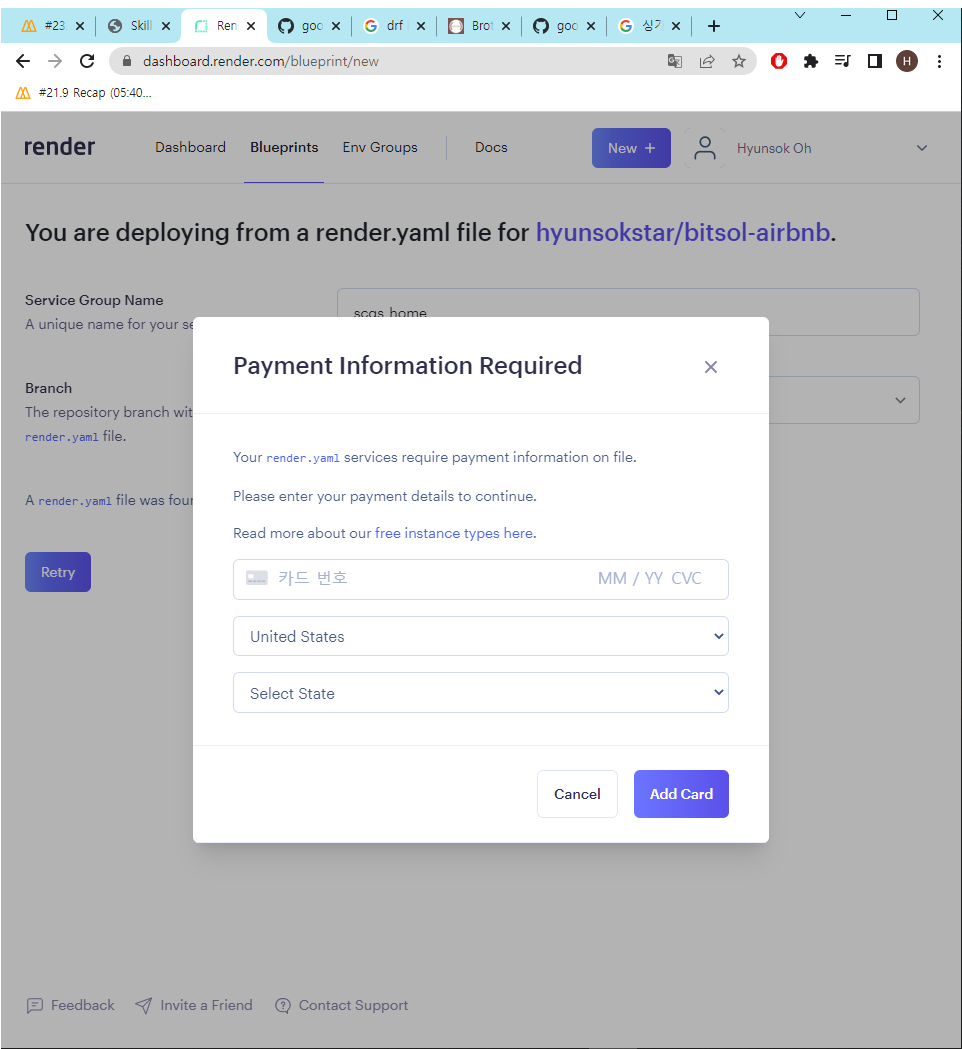 #23
Skill
Ren
goo
drf
Brot
goo
싱ㄱ
dashboard.render.com/blueprint/new
H
#21.9 Recap (05:40...
render
Dashboard
Blueprints
Env Groups
Docs
New +
Hyunsok Oh
You are deploying from a render.yaml file for hyunsokstar/bitsol-airbnb.
Service Group Name
A unique name for your se
scqs_home
Payment Information Required
Branch
The repository branch wit
render.yaml file.
Your render.yaml services require payment information on file.
A render.yaml file was four
Please enter your payment details to continue.
Read more about our free instance types here.
Retry
카드 번호
MM / YY CVC
United States
Select State
Cancel
Add Card
Feedback
Invite a Friend
Contact Support